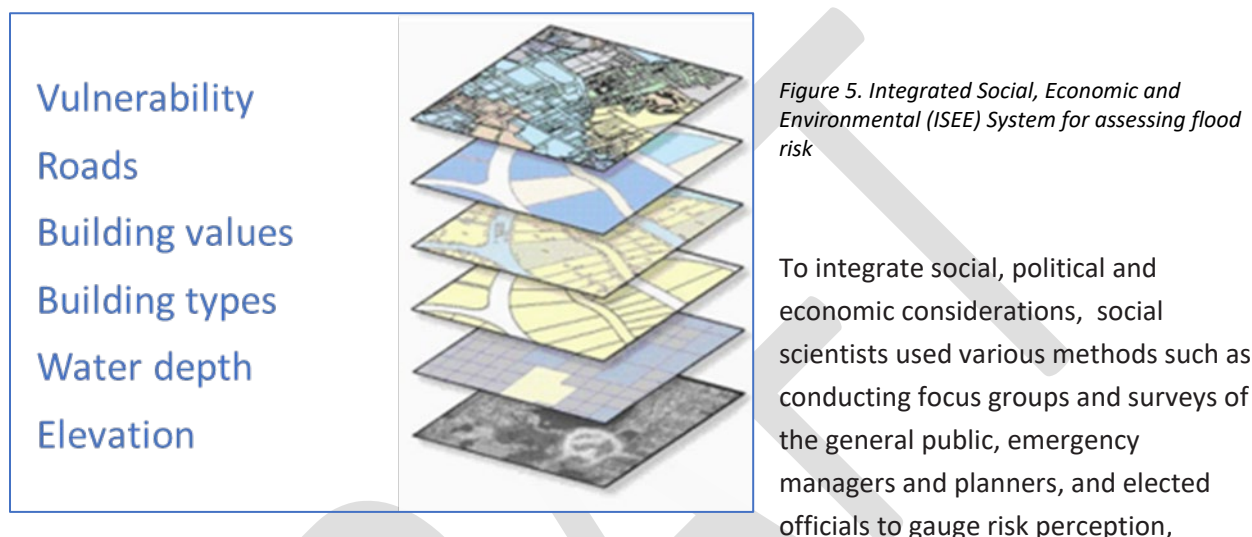 Vulnerability
Roads
Building values
Building types
Water depth
Elevation
Figure 5. Integrated Social, Economic and
Environmental (ISEE) System for assessing flood
risk
To integrate social, political and
economic considerations,  social
scientists used various methods such as
conducting focus groups and surveys of
the general public, emergency
managers and planners, and elected
officials to gauge risk perception,